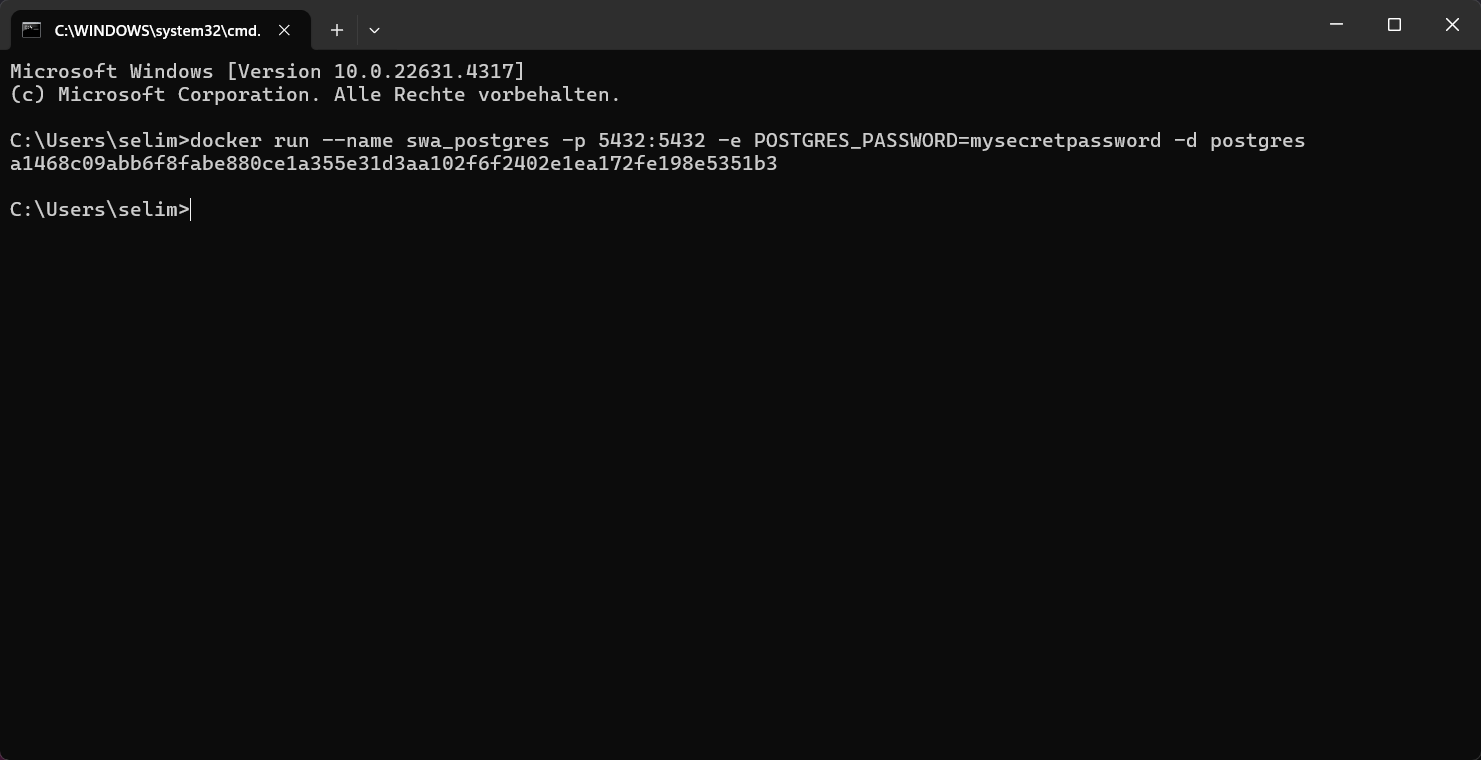 C:\WINDOWS\system32\cmd.
Microsoft Windows [Version 10.0.22631.4317]
(c) Microsoft Corporation. Alle Rechte vorbehalten.
C:\Users\selim>docker run --name swa_postgres -p 5432:5432 -e POSTGRES_PASSWORD=mysecretpassword -d postgres
a1468c09abb6f8fabe880ce1a355e31d3aa102f6f2402e1ea172fe198e5351b3
C:\Users\selim>